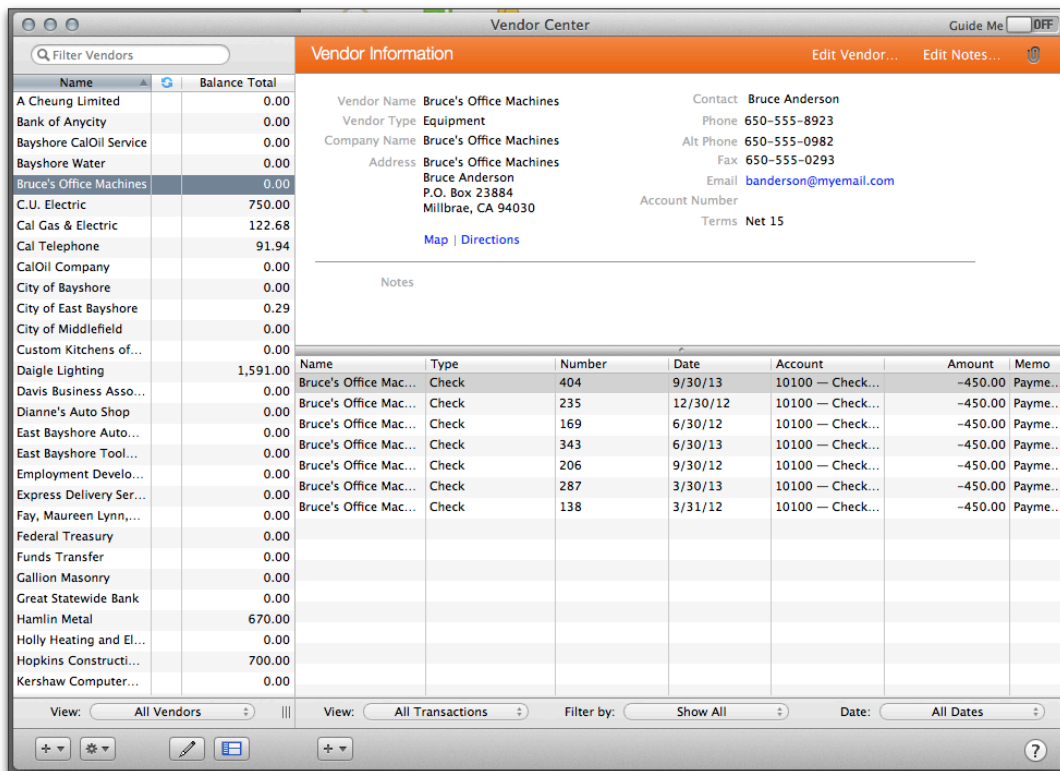 Vendor Center
Guide Me OFF
Filter Vendors
Name Balance Total
A Cheung Limited 0.00
Bank of Anycity 0.00
Bayshore CalOil Service 0.00
Bayshore Water 0.00
Bruce's Office Machines 0.00
C.U. Electric 750.00
Cal Gas & Electric 122.68
Cal Telephone 91.94
CalOil Company 0.00
City of Bayshore 0.00
City of East Bayshore 0.29
City of Middlefield 0.00
Custom Kitchens of... 0.00
Daigle Lighting 1,591.00
Davis Business Asso... 0.00
Dianne's Auto Shop 0.00
East Bayshore Auto... 0.00
East Bayshore Tool... 0.00
Employment Develo... 0.00
Express Delivery Ser... 0.00
Fay, Maureen Lynn,... 0.00
Federal Treasury 0.00
Funds Transfer 0.00
Gallion Masonry 0.00
Great Statewide Bank 0.00
Hamlin Metal 670.00
Holly Heating and El... 0.00
Hopkins Constructi... 700.00
Kershaw Computer... 0.00
View: All Vendors
Vendor Information
Edit Vendor... Edit Notes...
Vendor Name Bruce's Office Machines
Vendor Type Equipment
Company Name Bruce's Office Machines
Address Bruce's Office Machines
Bruce Anderson
P.O. Box 23884
Millbrae, CA 94030
Map | Directions
Contact Bruce Anderson
Phone 650-555-8923
Alt Phone 650-555-0982
Fax 650-555-0293
Email banderson@myemail.com
Account Number
Terms Net 15
Notes
Name Type Number Date Account Amount Memo
Bruce's Office Mac... Check 404 9/30/13 10100 — Check... -450.00 Payme...
Bruce's Office Mac... Check 235 12/30/12 10100 — Check... -450.00 Payme...
Bruce's Office Mac... Check 169 6/30/12 10100 — Check... -450.00 Payme...
Bruce's Office Mac... Check 343 6/30/13 10100 — Check... -450.00 Payme...
Bruce's Office Mac... Check 206 9/30/12 10100 — Check... -450.00 Payme...
Bruce's Office Mac... Check 287 3/30/13 10100 — Check... -450.00 Payme...
Bruce's Office Mac... Check 138 3/31/12 10100 — Check... -450.00 Payme...
View: All Transactions Filter by: Show All Date: All Dates
?